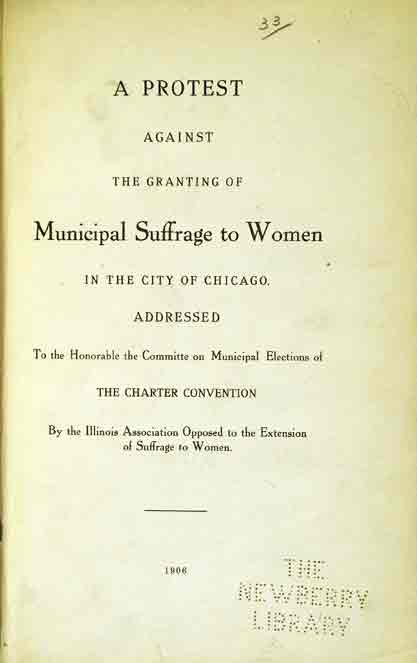 33
A PROTEST
AGAINST
THE GRANTING OF
Municipal Suffrage to Women
IN THE CITY OF CHICAGO.
ADDRESSED
To the Honorable the Committe on Municipal Elections of
THE CHARTER CONVENTION
By the Illinois Association Opposed to the Extension
of Suffrage to Women.
1906
THE
NEWBERRY
LIBRARY